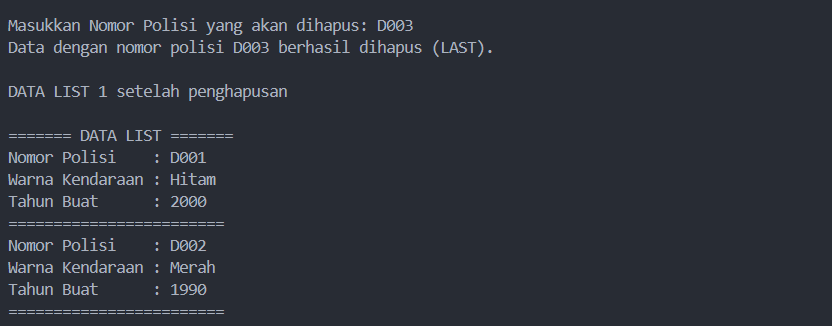 Masukkan Nomor Polisi yang akan dihapus: D003
Data dengan nomor polisi D003 berhasil dihapus (LAST).
DATA LIST 1 setelah penghapusan
======= DATA LIST =======
Nomor Polisi    : D001
Warna Kendaraan : Hitam
Tahun Buat      : 2000
========================
Nomor Polisi    : D002
Warna Kendaraan : Merah
Tahun Buat      : 1990
========================